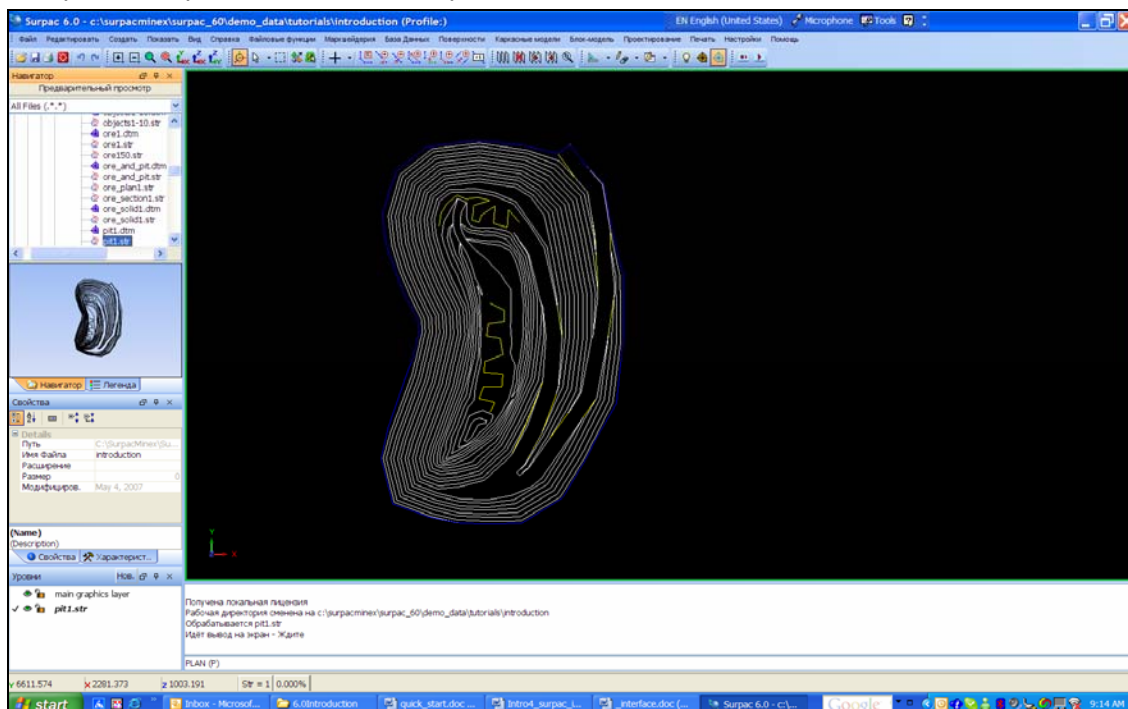 Surpac 6.0 - c:\surpacminex\surpac_60\demo_data\tutorials\introduction (Profile:)
EN English (United States) Microphone Tools
Файл Редактировать Создать Показать Вид Справка Файловые функции Маркшейдерия База Данных Поверхности Каркасные модели Блок-модель Проектирование Печать Настройки Помощь
Навигатор
Предварительный просмотр
All Files (*.*)
objects1-10.str
ore1.dtm
ore1.str
ore150.str
ore_and_pit.dtm
ore_and_pit.str
ore_plan1.str
ore_section1.str
ore_solid1.dtm
ore_solid1.str
pit1.dtm
pit1.str
Навигатор Легенда
Свойства
Details
Путь C:\SurpacMinex\Su...
Имя Файла introduction
Расширение
Размер 0
Модифициров. May 4, 2007
(Name)
(Description)
Свойства Характерист...
Уровни Нов.
main graphics layer
pit1.str
Y
X
Получена локальная лицензия
Рабочая директория сменена на c:\surpacminex\surpac_60\demo_data\tutorials\introduction
Обрабатывается pit1.str
Идёт вывод на экран - Ждите
PLAN (P)
Y 6611.574 X 2281.373 Z 1003.191 Str = 1 0.000%
start Inbox - Microsof... 6.0Introduction quick_start.doc ... Intro4_surpac_i... _interface.doc (... Surpac 6.0 - c:\... Google 9:14 AM